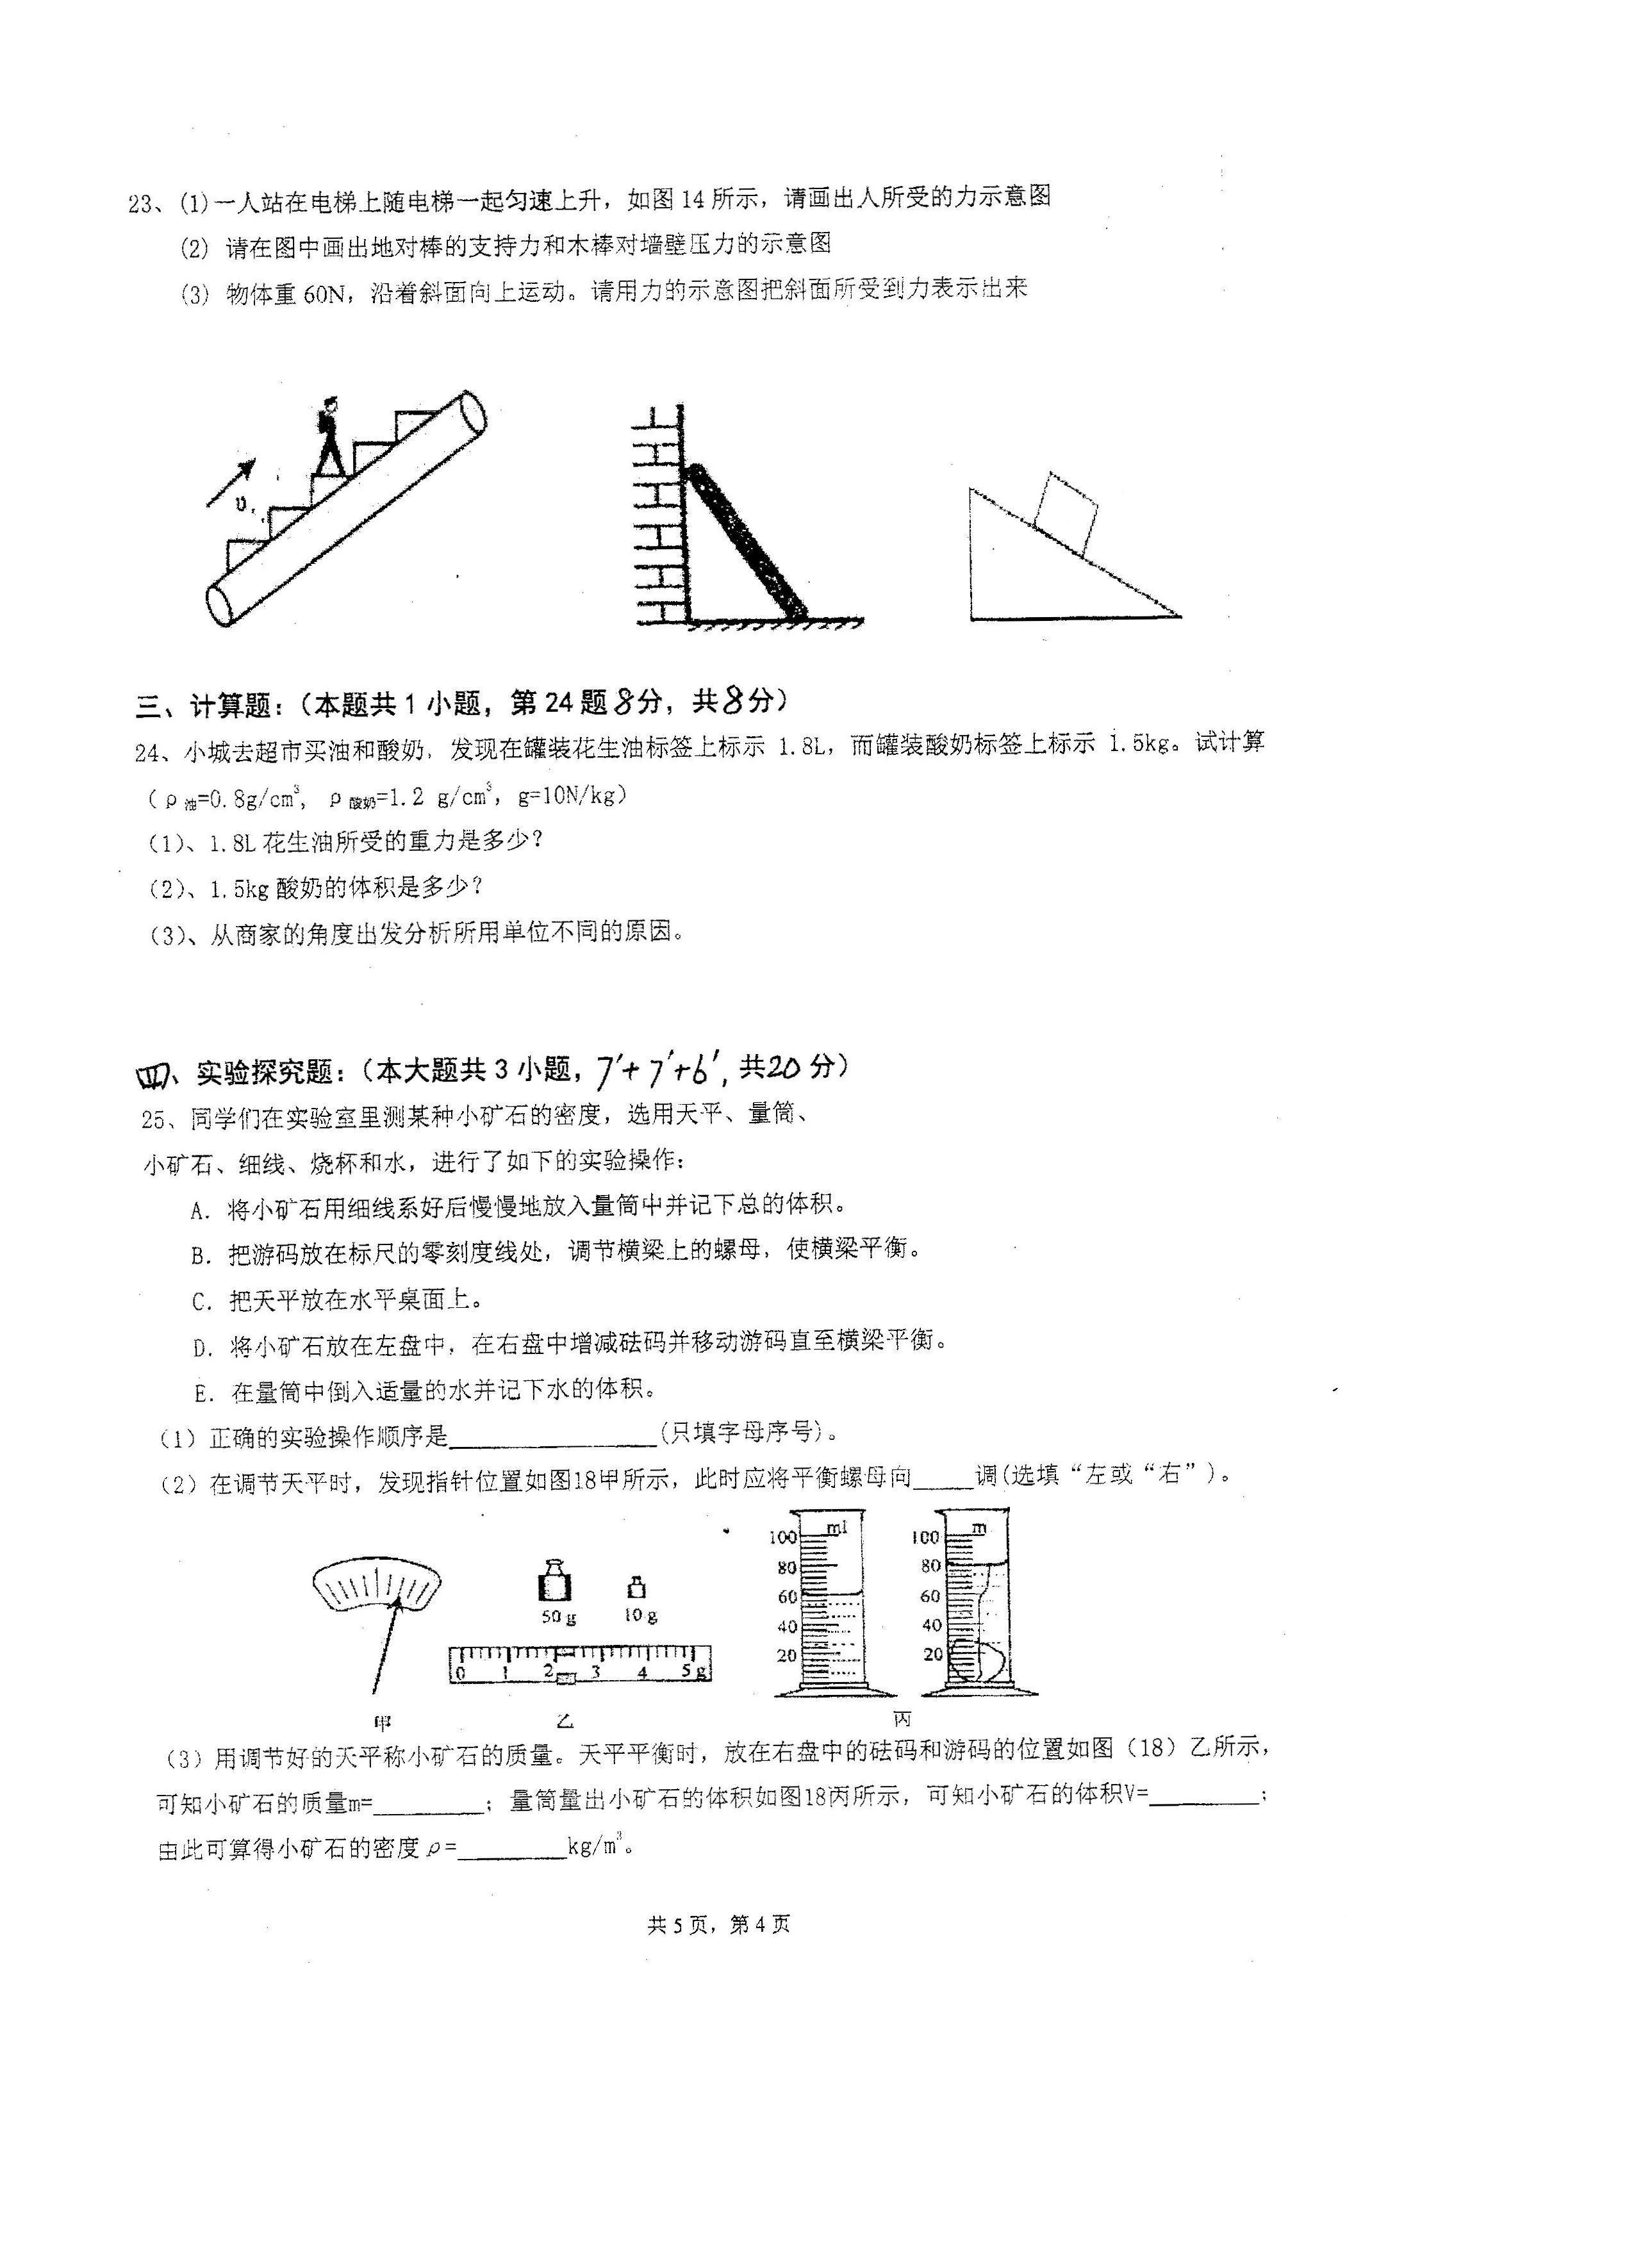 23、(1)一人站在电梯上随电梯一起匀速上升，如图 14 所示，请画出人所受的力示意图
(2) 请在图中画出地对棒的支持力和木棒对墙壁压力的示意图
(3) 物体重 60N，沿着斜面向上运动。请用力的示意图把斜面所受到力表示出来
υ
三、计算题：（本题共 1 小题，第 24 题 8分，共8分）
24、小城去超市买油和酸奶，发现在罐装花生油标签上标示 1.8L，而罐装酸奶标签上标示 1.5kg。试计算
（ρ油=0.8g/cm³, ρ酸奶=1.2 g/cm³，g=10N/kg）
（1）、1.8L 花生油所受的重力是多少？
（2）、1.5kg 酸奶的体积是多少？
（3）、从商家的角度出发分析所用单位不同的原因。
四、实验探究题：（本大题共 3 小题，7′+7′+6′, 共20 分）
25、同学们在实验室里测某种小矿石的密度，选用天平、量筒、
小矿石、细线、烧杯和水，进行了如下的实验操作：
A．将小矿石用细线系好后慢慢地放入量筒中并记下总的体积。
B．把游码放在标尺的零刻度线处，调节横梁上的螺母，使横梁平衡。
C．把天平放在水平桌面上。
D．将小矿石放在左盘中，在右盘中增减砝码并移动游码直至横梁平衡。
E．在量筒中倒入适量的水并记下水的体积。
（1）正确的实验操作顺序是________(只填字母序号)。
（2）在调节天平时，发现指针位置如图18甲所示，此时应将平衡螺母向____调(选填“左或“右”)。
ml m
100 100
80 80
60 60
50g 10g
40 40
20 20
0 1 2 3 4 5g
甲 乙 丙
（3）用调节好的天平称小矿石的质量。天平平衡时，放在右盘中的砝码和游码的位置如图（18）乙所示，
可知小矿石的质量m=________；量筒量出小矿石的体积如图18丙所示，可知小矿石的体积V=________；
由此可算得小矿石的密度ρ=________kg/m³。
共 5 页，第 4 页